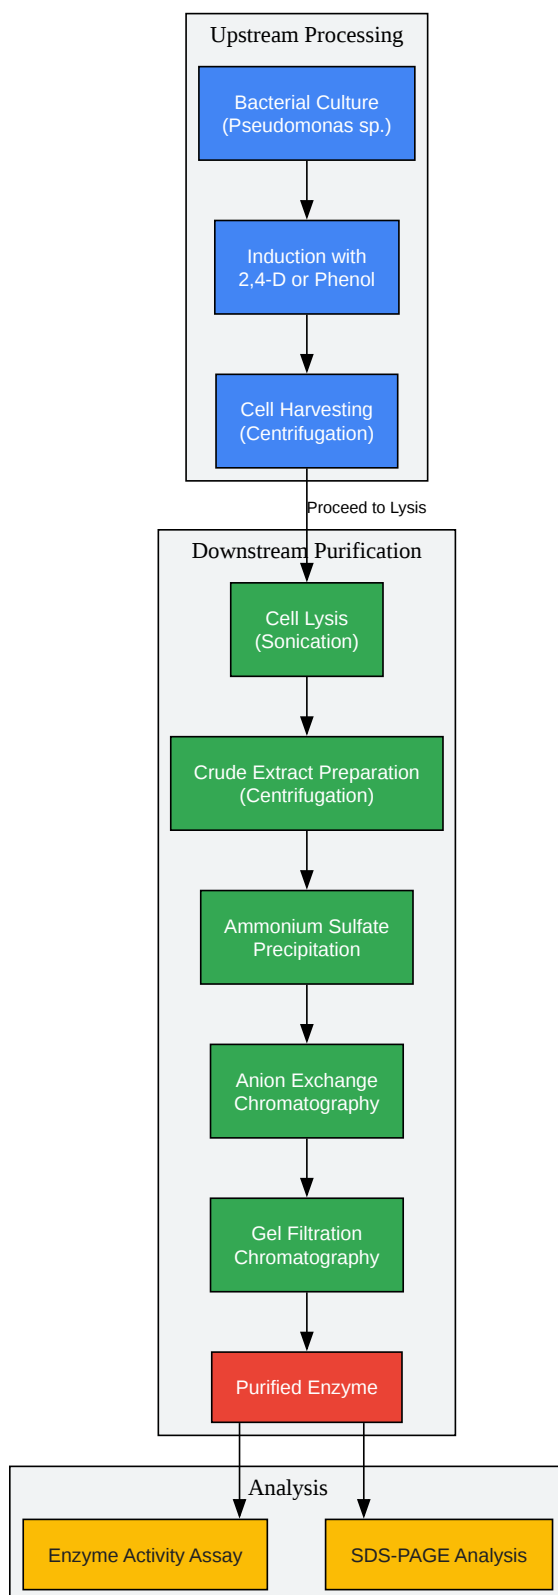 Upstream Processing
Bacterial Culture
(Pseudomonas sp.)
Induction with
2,4-D or Phenol
Cell Harvesting
(Centrifugation)
Proceed to Lysis
Downstream Purification
Cell Lysis
(Sonication)
Crude Extract Preparation
(Centrifugation)
Ammonium Sulfate
Precipitation
Anion Exchange
Chromatography
Gel Filtration
Chromatography
Purified Enzyme
Analysis
Enzyme Activity Assay
SDS-PAGE Analysis